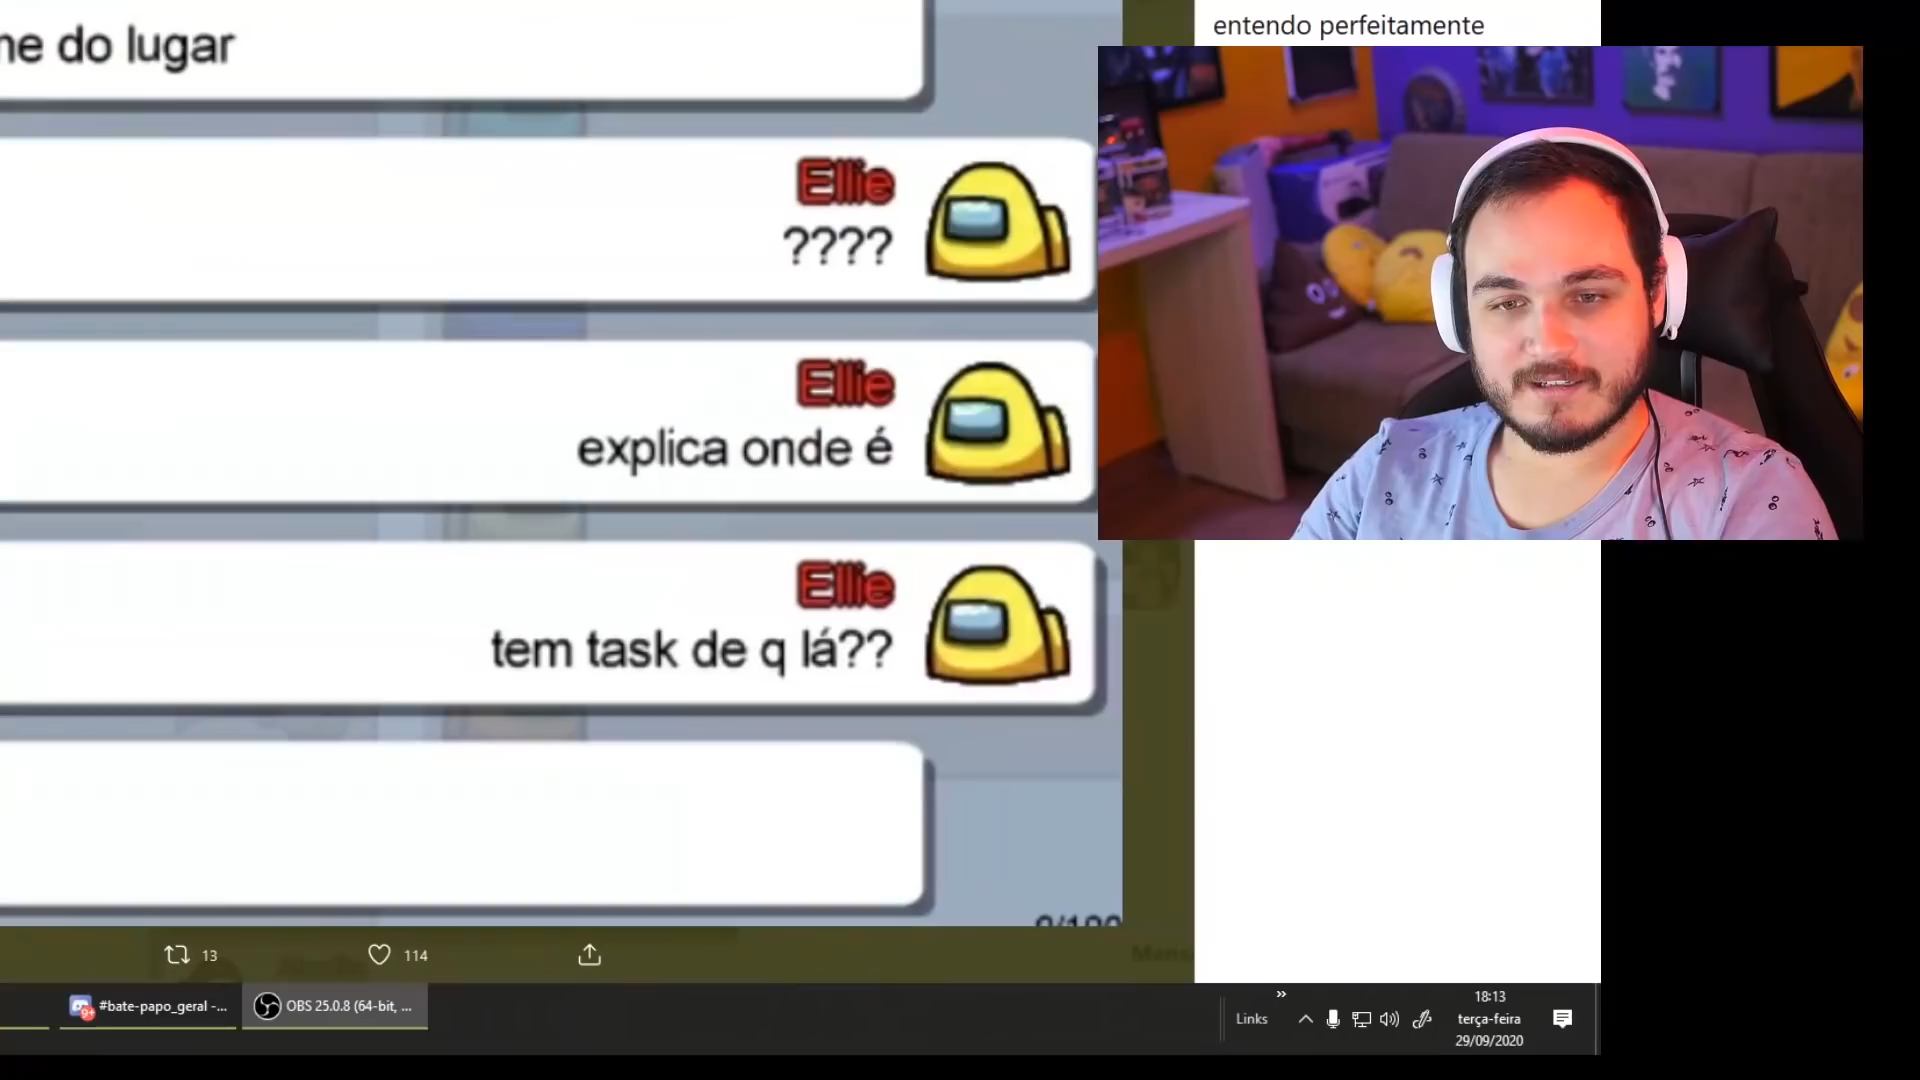 me do lugar
entendo perfeitamente
Ellie
????
Ellie
explica onde é
Ellie
tem task de q lá??
13
114
#bate-papo_geral -...
OBS 25.0.8 (64-bit, ...
Links
18:13
terça-feira
29/09/2020